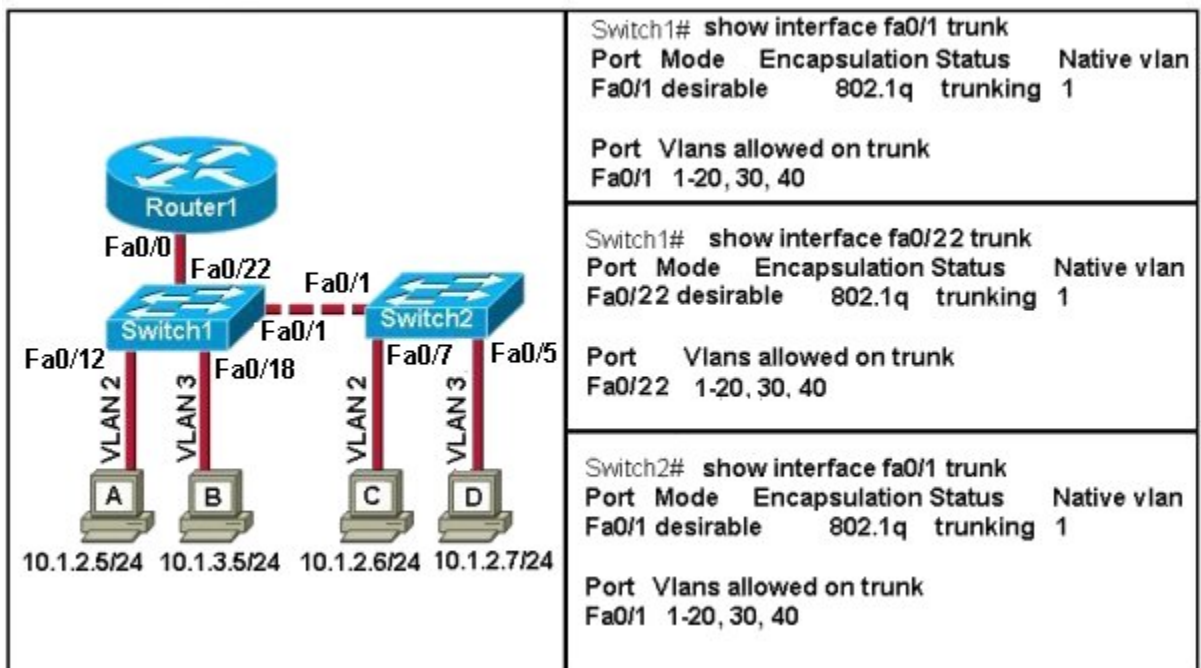 Router1
Fa0/0
Fa0/22
Fa0/1
Switch1
Switch2
Fa0/1
Fa0/12
Fa0/18
Fa0/7
Fa0/5
VLAN 2
VLAN 3
VLAN 2
VLAN 3
A
B
C
D
10.1.2.5/24 10.1.3.5/24 10.1.2.6/24 10.1.2.7/24
Switch1# show interface fa0/1 trunk
Port Mode Encapsulation Status Native vlan
Fa0/1 desirable 802.1q trunking 1
Port Vlans allowed on trunk
Fa0/1 1-20, 30, 40
Switch1# show interface fa0/22 trunk
Port Mode Encapsulation Status Native vlan
Fa0/22 desirable 802.1q trunking 1
Port Vlans allowed on trunk
Fa0/22 1-20, 30, 40
Switch2# show interface fa0/1 trunk
Port Mode Encapsulation Status Native vlan
Fa0/1 desirable 802.1q trunking 1
Port Vlans allowed on trunk
Fa0/1 1-20, 30, 40